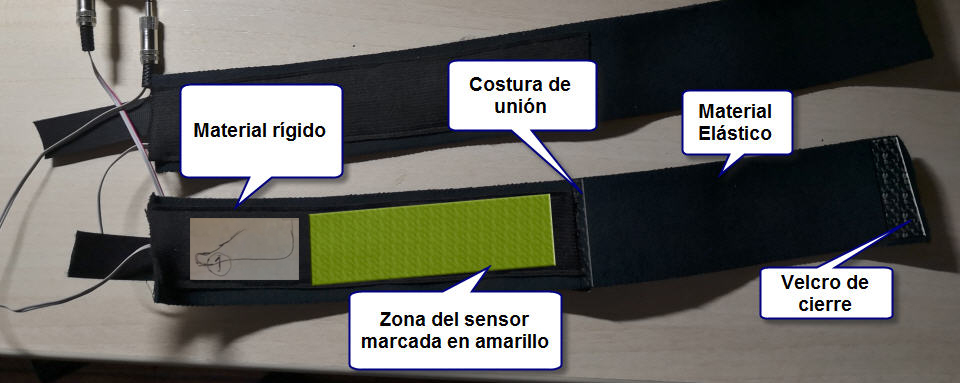 Costura de
unión
Material
Elástico
Material rígido
Velcro de
cierre
Zona del sensor
marcada en amarillo